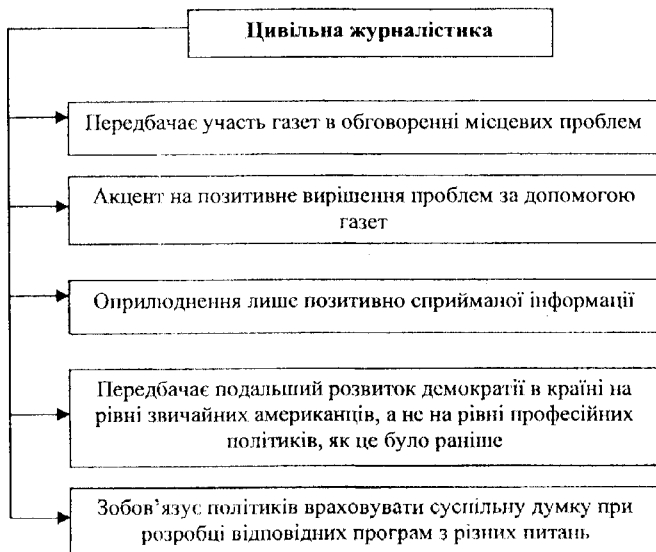 Цивільна журналістика
Передбачає участь газет в обговоренні місцевих проблем
Акцент на позитивне вирішення проблем за допомогою
газет
Оприлюднення лише позитивно сприйманої інформації
Передбачає подальший розвиток демократії в країні на
рівні звичайних американців, а не на рівні професійних
політиків, як це було раніше
Зобов’язує політиків враховувати суспільну думку при
розробці відповідних програм з різних питань